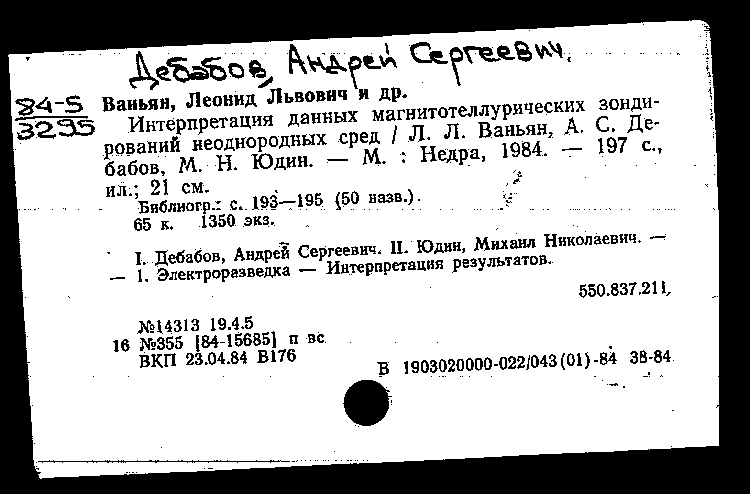 Дебабов, Андрей Сергеевич.
84-5
3295
Ваньян, Леонид Львович и др.
Интерпретация данных магнитотеллурических зонди-
рований неоднородных сред / Л. Л. Ваньян, А. С. Де-
бабов, М. Н. Юдин. — М. : Недра, 1984. — 197 с.,
ил.; 21 см.
Библиогр.: с. 193—195 (50 назв.).
65 к. 1350 экз.
I. Дебабов, Андрей Сергеевич. II. Юдин, Михаил Николаевич. —
— 1. Электроразведка — Интерпретация результатов.
550.837.211
№14313 19.4.5
16 №355 [84-15685] п вс
ВКП 23.04.84 В176
В 1903020000-022/043(01)-84 38-84